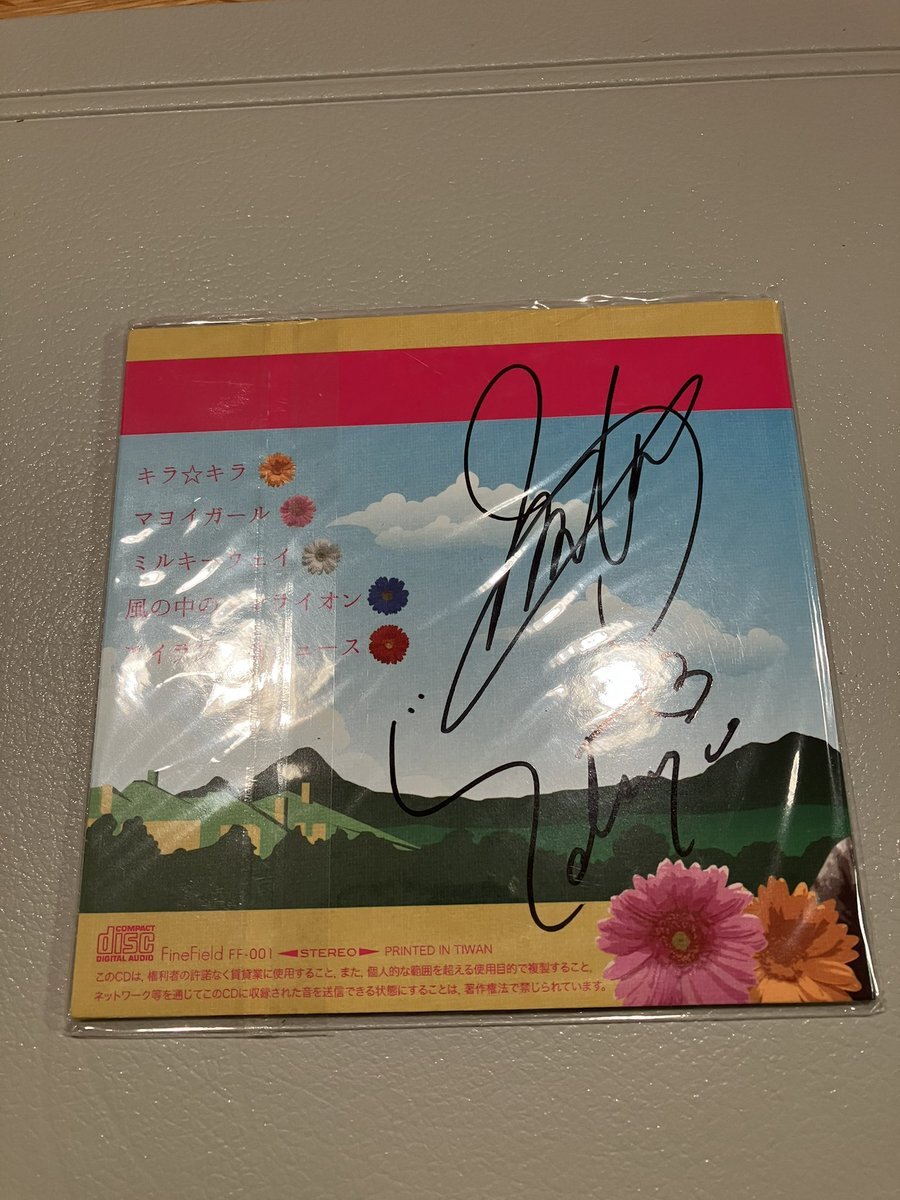 キラ☆キラ
マヨイガール
ミルキーウェイ
風の中の ライオン
COMPACT
disc
DIGITAL AUDIO
FineField FF-001 ◄STEREO► PRINTED IN TIWAN
このCDは、権利者の許諾なく賃貸業に使用すること、また、個人的な範囲を超える使用目的で複製すること、
ネットワーク等を通じてこのCDに収録された音を送信できる状態にすることは、著作権法で禁じられています。